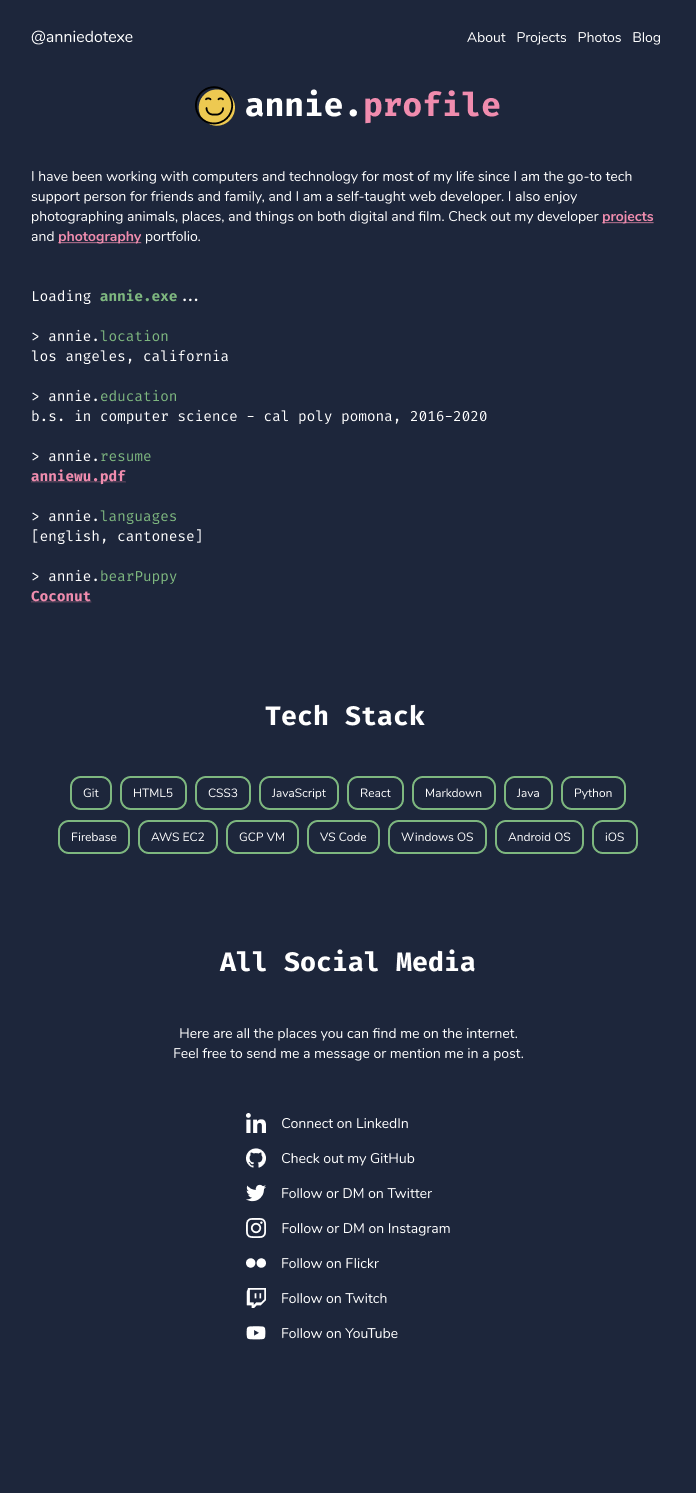 @anniedotexe
About Projects Photos Blog
annie.profile
I have been working with computers and technology for most of my life since I am the go-to tech
support person for friends and family, and I am a self-taught web developer. I also enjoy
photographing animals, places, and things on both digital and film. Check out my developer projects
and photography portfolio.
Loading annie.exe...
> annie.location
los angeles, california
> annie.education
b.s. in computer science - cal poly pomona, 2016-2020
> annie.resume
anniewu.pdf
> annie.languages
[english, cantonese]
> annie.bearPuppy
Coconut
Tech Stack
Git HTML5 CSS3 JavaScript React Markdown Java Python
Firebase AWS EC2 GCP VM VS Code Windows OS Android OS iOS
All Social Media
Here are all the places you can find me on the internet.
Feel free to send me a message or mention me in a post.
Connect on LinkedIn
Check out my GitHub
Follow or DM on Twitter
Follow or DM on Instagram
Follow on Flickr
Follow on Twitch
Follow on YouTube